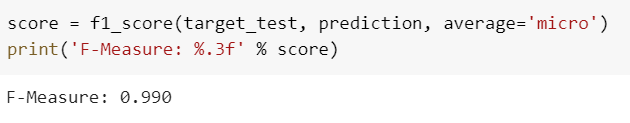 score = f1_score(target_test, prediction, average='micro')
print('F-Measure: %.3f' % score)
F-Measure: 0.990